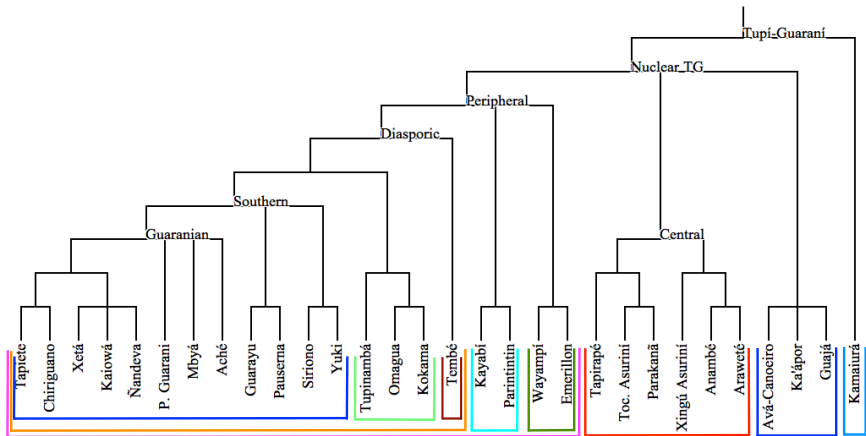 Tupí-Guaraní
Nuclear TG
Peripheral
Diasporic
Southern
Guaranian
Central
Tapiete
Chiriguano
Xetá
Kaiowá
Ñandeva
P. Guarani
Mbyá
Aché
Guarayu
Pauserna
Siriono
Yuki
Tupinambá
Omagua
Kokama
Tembé
Kayabí
Parintintin
Wayampí
Emerillon
Tapirapé
Toc. Asuriní
Parakanã
Xingú Asuriní
Anambé
Araweté
Avá-Canoeiro
Ka'ápor
Guajá
Kamaiurá